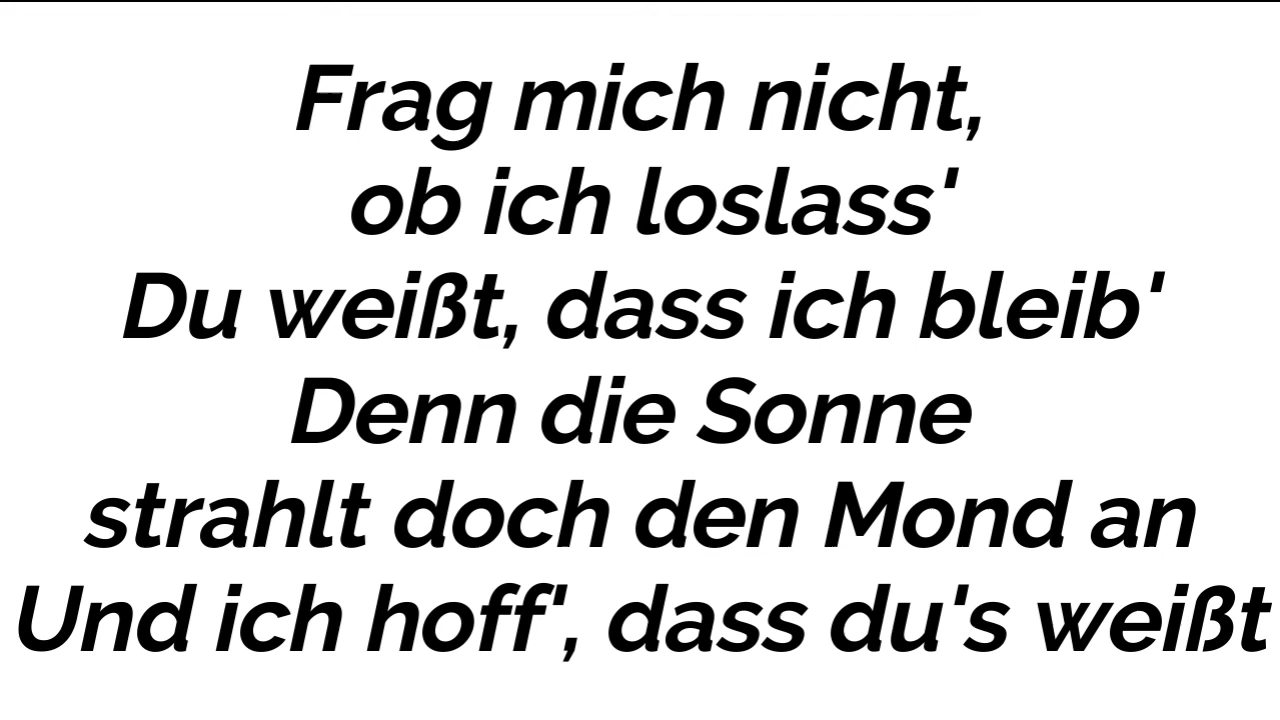 Frag mich nicht,
ob ich loslass'
Du weißt, dass ich bleib'
Denn die Sonne
strahlt doch den Mond an
Und ich hoff', dass du's weißt